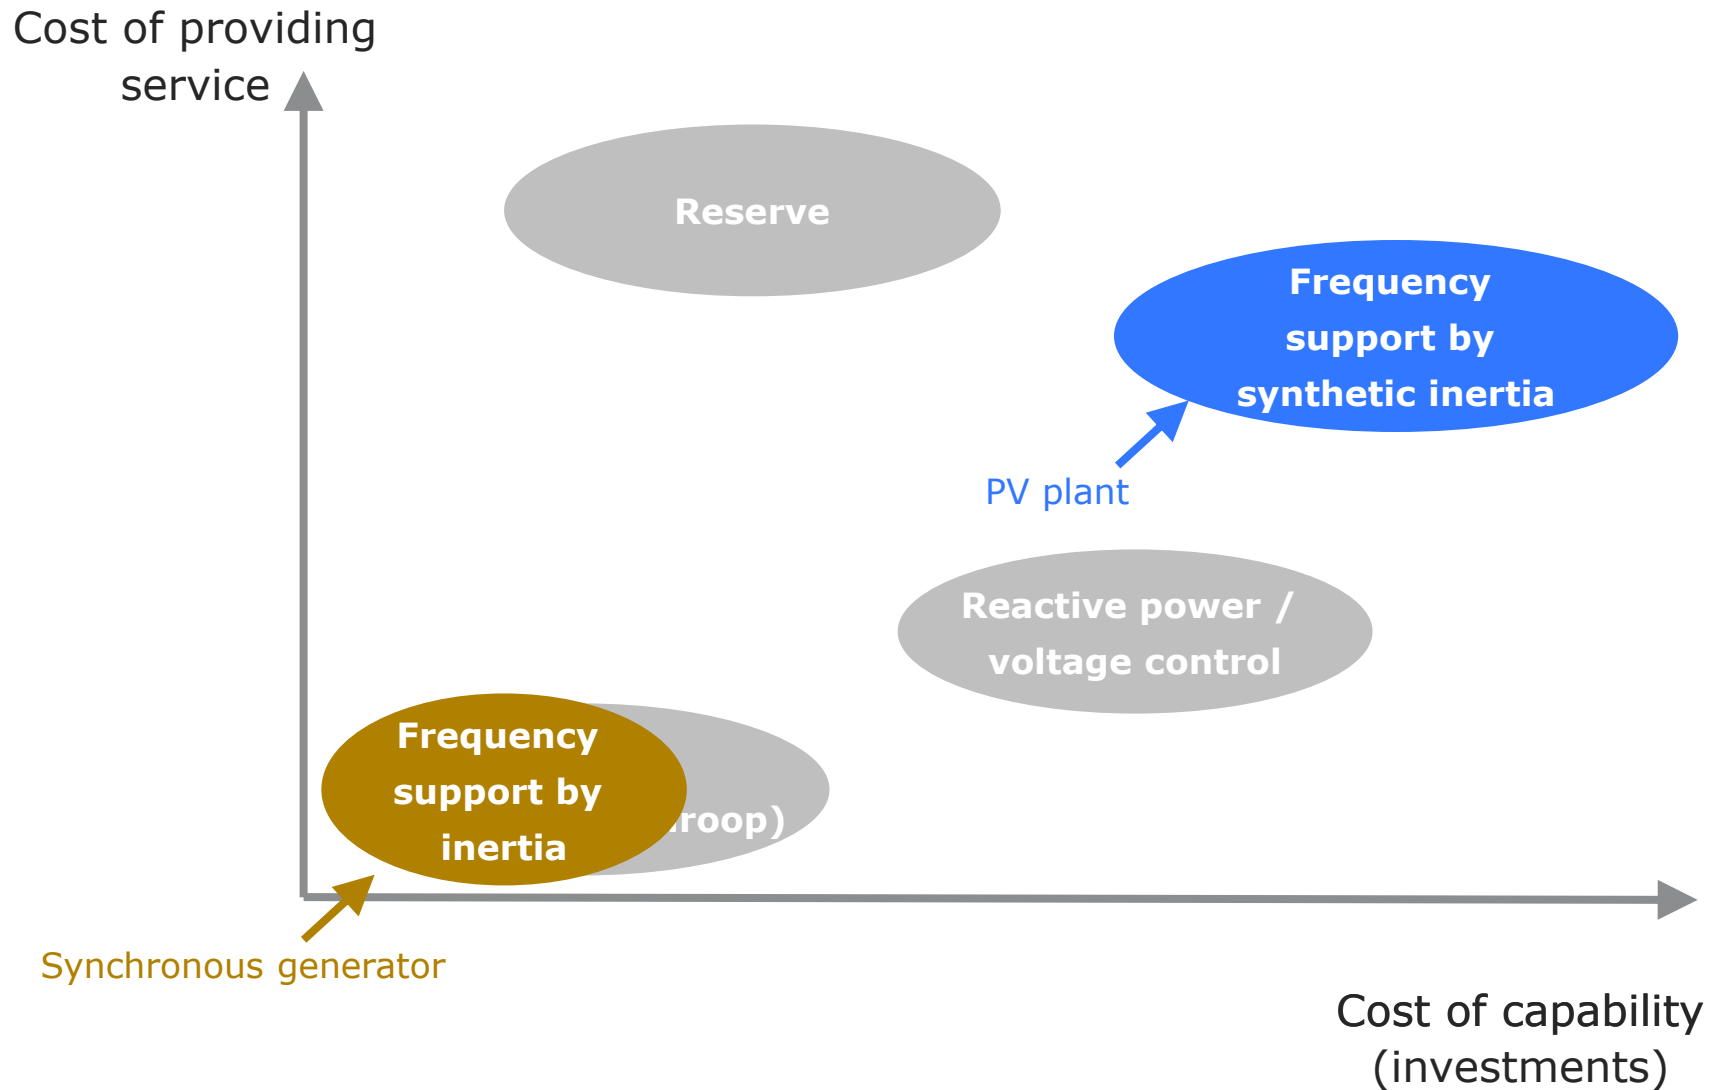 Cost of providing
service
Reserve
Frequency
support by
synthetic inertia
PV plant
Reactive power /
voltage control
Frequency
support by
inertia
Synchronous generator
Cost of capability
(investments)